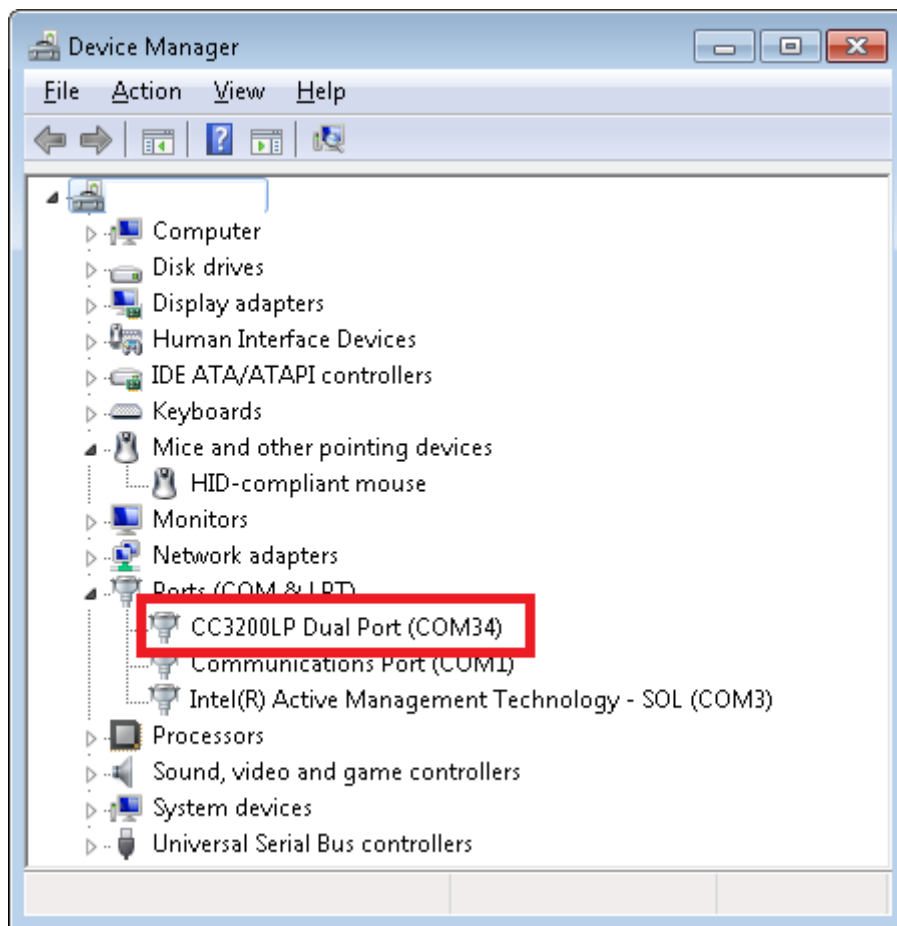 Device Manager
File Action View Help
Computer
Disk drives
Display adapters
Human Interface Devices
IDE ATA/ATAPI controllers
Keyboards
Mice and other pointing devices
HID-compliant mouse
Monitors
Network adapters
Ports (COM & LPT)
CC3200LP Dual Port (COM34)
Communications Port (COM1)
Intel(R) Active Management Technology - SOL (COM3)
Processors
Sound, video and game controllers
System devices
Universal Serial Bus controllers